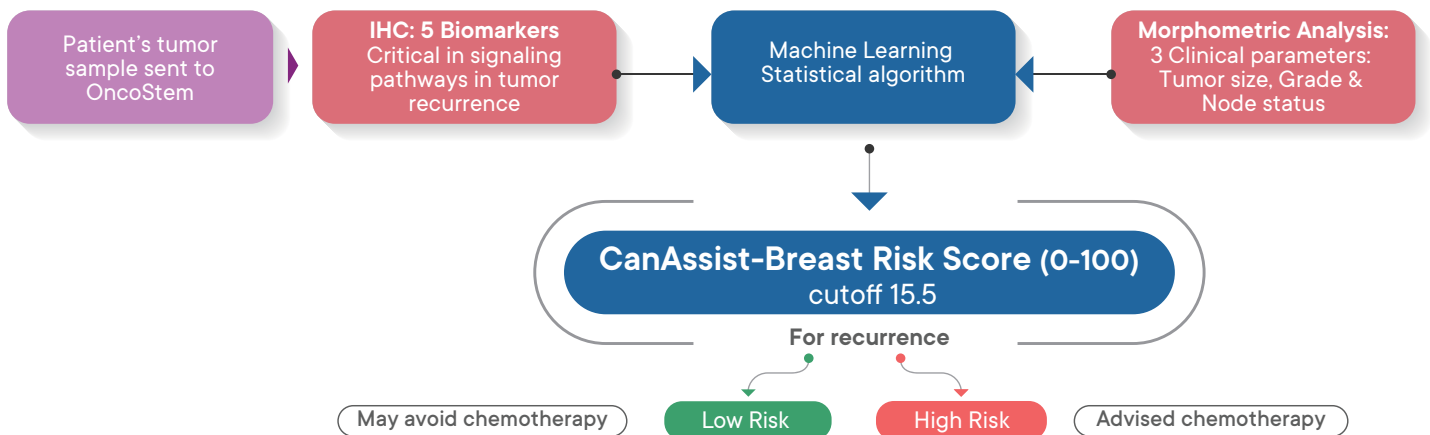 Patient's tumor
sample sent to
OncoStem
IHC: 5 Biomarkers
Critical in signaling
pathways in tumor
recurrence
Machine Learning
Statistical algorithm
Morphometric Analysis:
3 Clinical parameters:
Tumor size, Grade &
Node status
CanAssist-Breast Risk Score (0-100)
cutoff 15.5
For recurrence
May avoid chemotherapy
Low Risk
High Risk
Advised chemotherapy